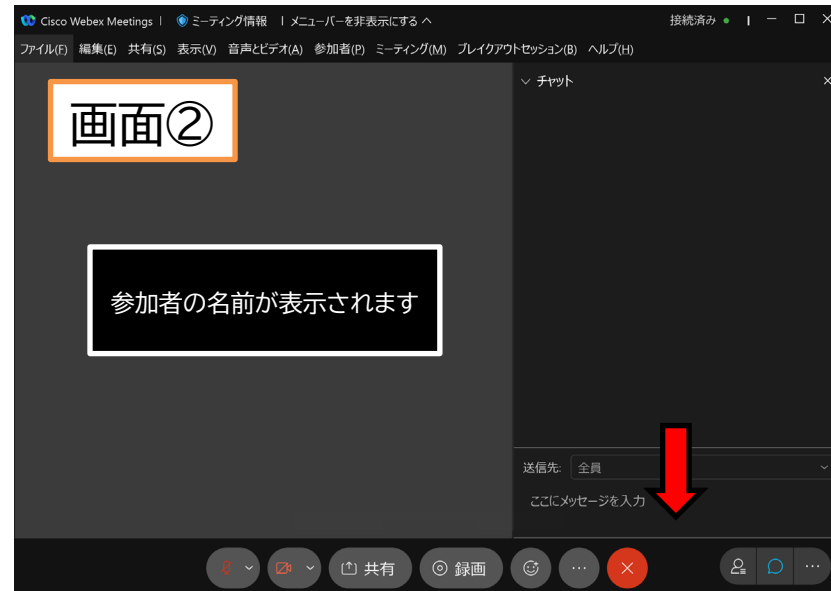 Cisco Webex Meetings | ミーティング情報 | メニューバーを非表示にする へ 接続済み
ファイル(F) 編集(E) 共有(S) 表示(V) 音声とビデオ(A) 参加者(P) ミーティング(M) ブレイクアウトセッション(B) ヘルプ(H)
画面②
チャット
参加者の名前が表示されます
送信先: 全員
ここにメッセージを入力
共有 録画